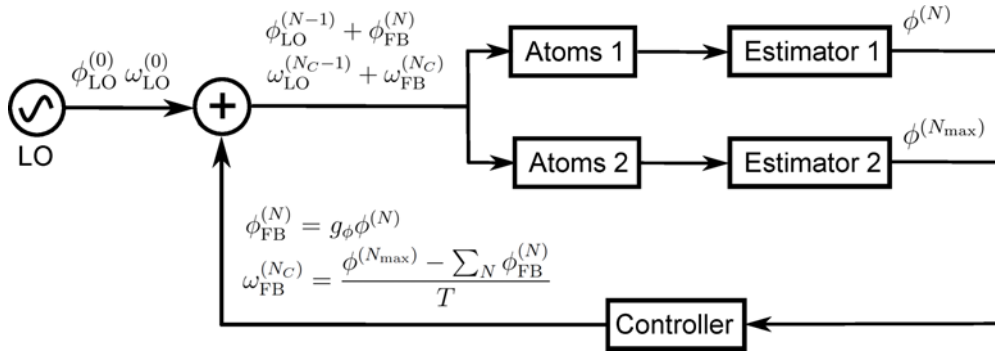 ϕ_LO^(N−1) + ϕ_FB^(N)
ω_LO^(N_C−1) + ω_FB^(N_C)
ϕ_LO^(0) ω_LO^(0)
LO
+
Atoms 1
Estimator 1
ϕ^(N)
Atoms 2
Estimator 2
ϕ^(N_max)
ϕ_FB^(N) = g_ϕ ϕ^(N)
ω_FB^(N_C) = (ϕ^(N_max) − ∑_N ϕ_FB^(N)) / T
Controller